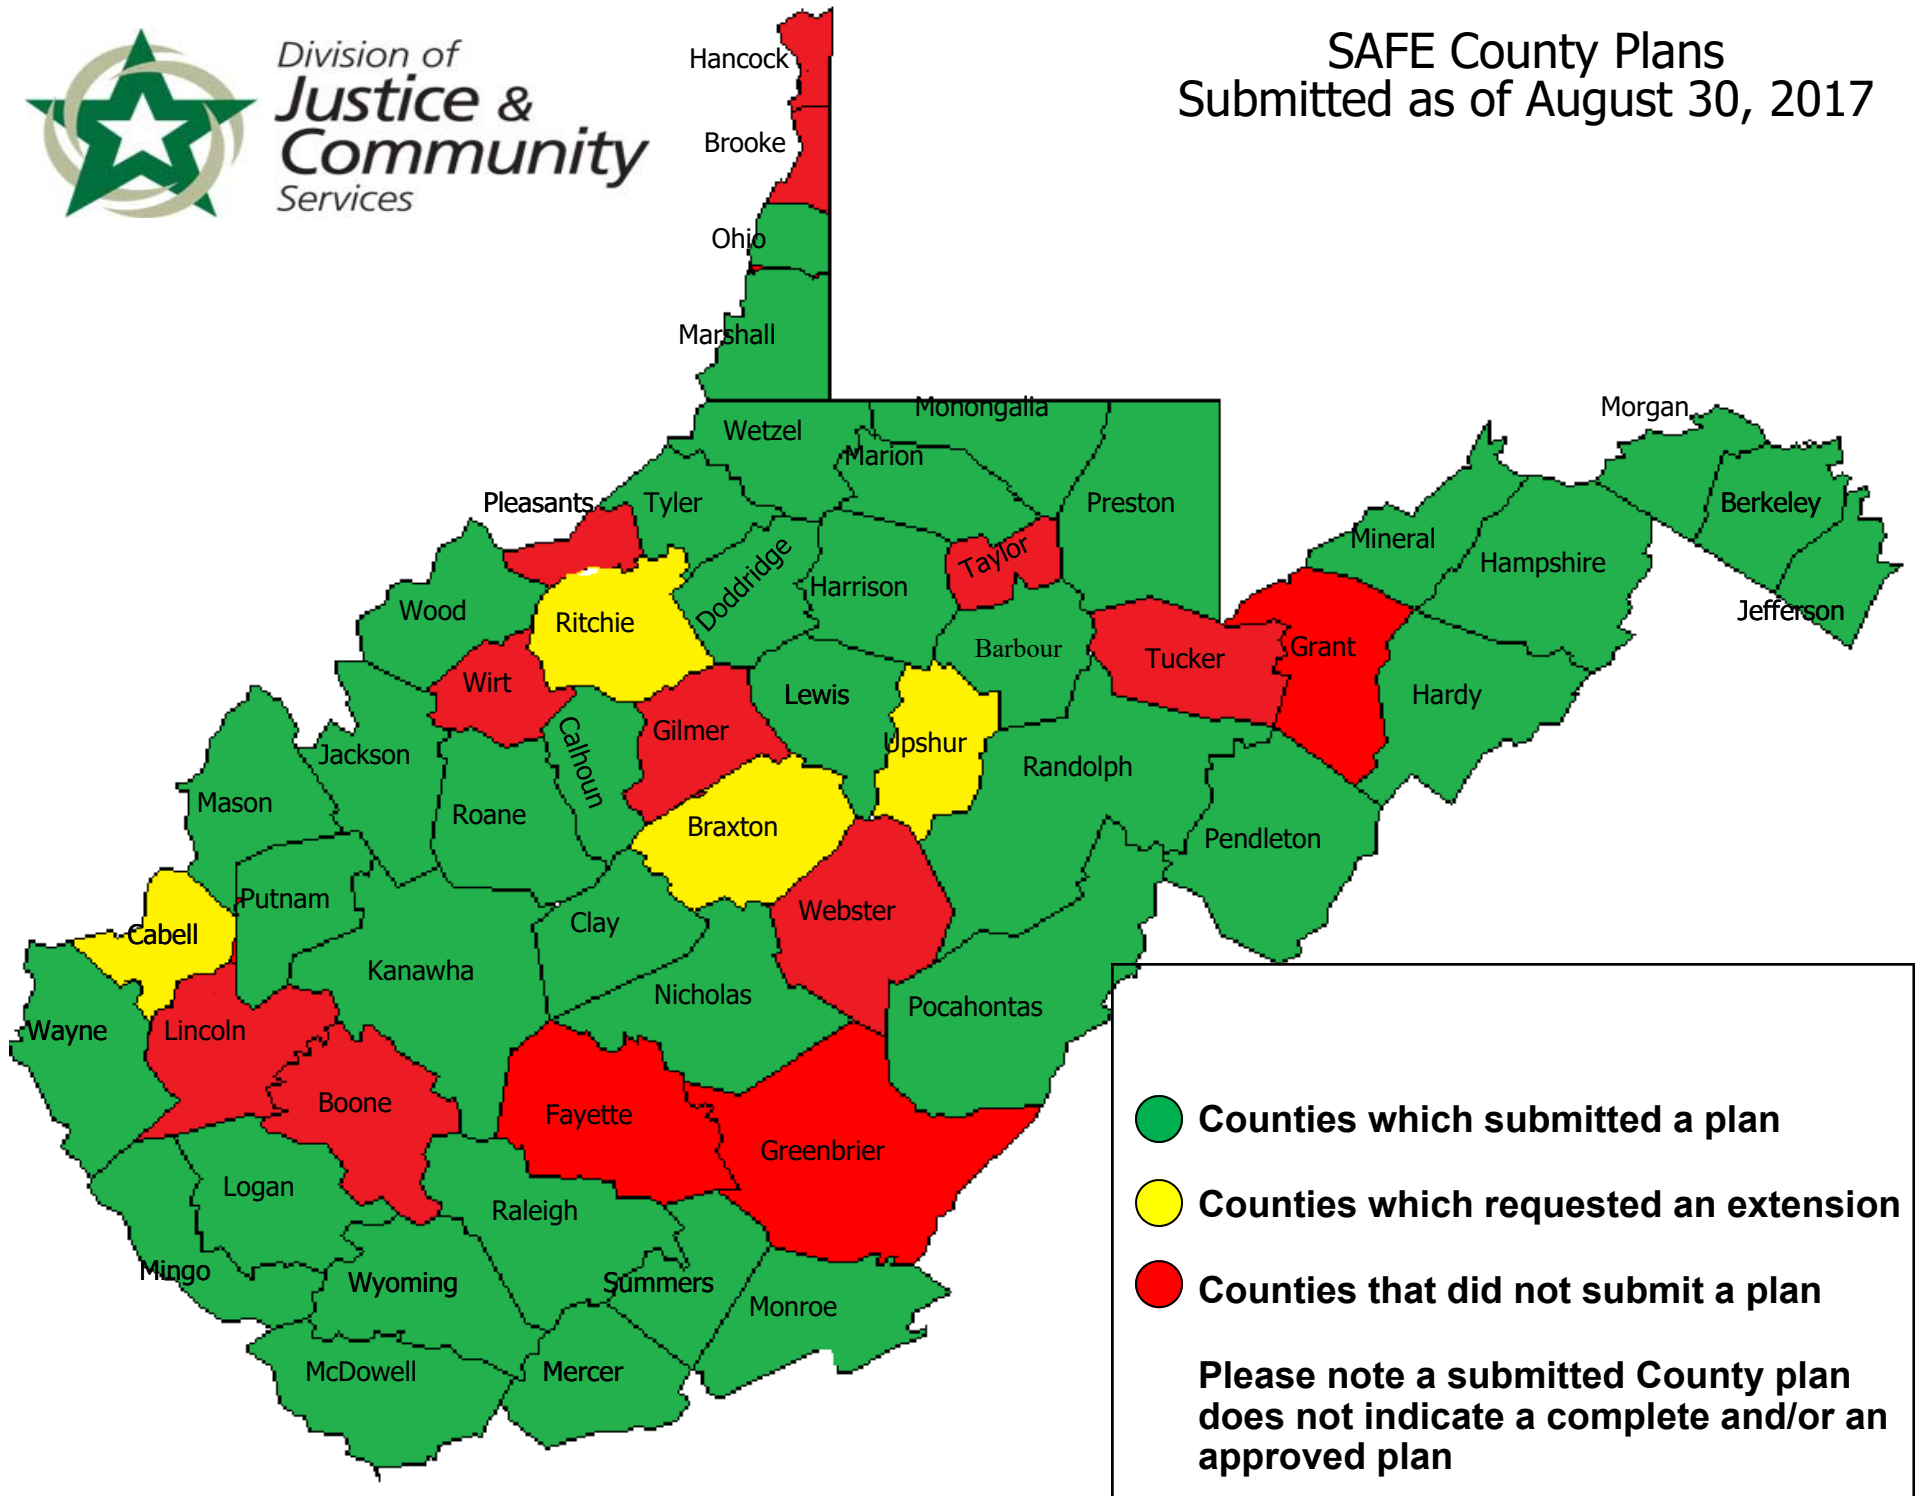 Division of
Justice &
Community
Services
SAFE County Plans
Submitted as of August 30, 2017
Hancock
Brooke
Ohio
Marshall
Monongalia
Morgan
Wetzel
Marion
Pleasants
Tyler
Preston
Berkeley
Mineral
Hampshire
Taylor
Doddridge
Harrison
Wood
Ritchie
Jefferson
Barbour
Tucker
Grant
Wirt
Lewis
Hardy
Gilmer
Upshur
Calhoun
Jackson
Randolph
Mason
Roane
Braxton
Pendleton
Putnam
Webster
Clay
Cabell
Kanawha
Nicholas
Pocahontas
Wayne
Lincoln
Boone
Fayette
Greenbrier
Logan
Raleigh
Mingo
Wyoming
Summers
Monroe
McDowell
Mercer
Counties which submitted a plan
Counties which requested an extension
Counties that did not submit a plan
Please note a submitted County plan
does not indicate a complete and/or an
approved plan